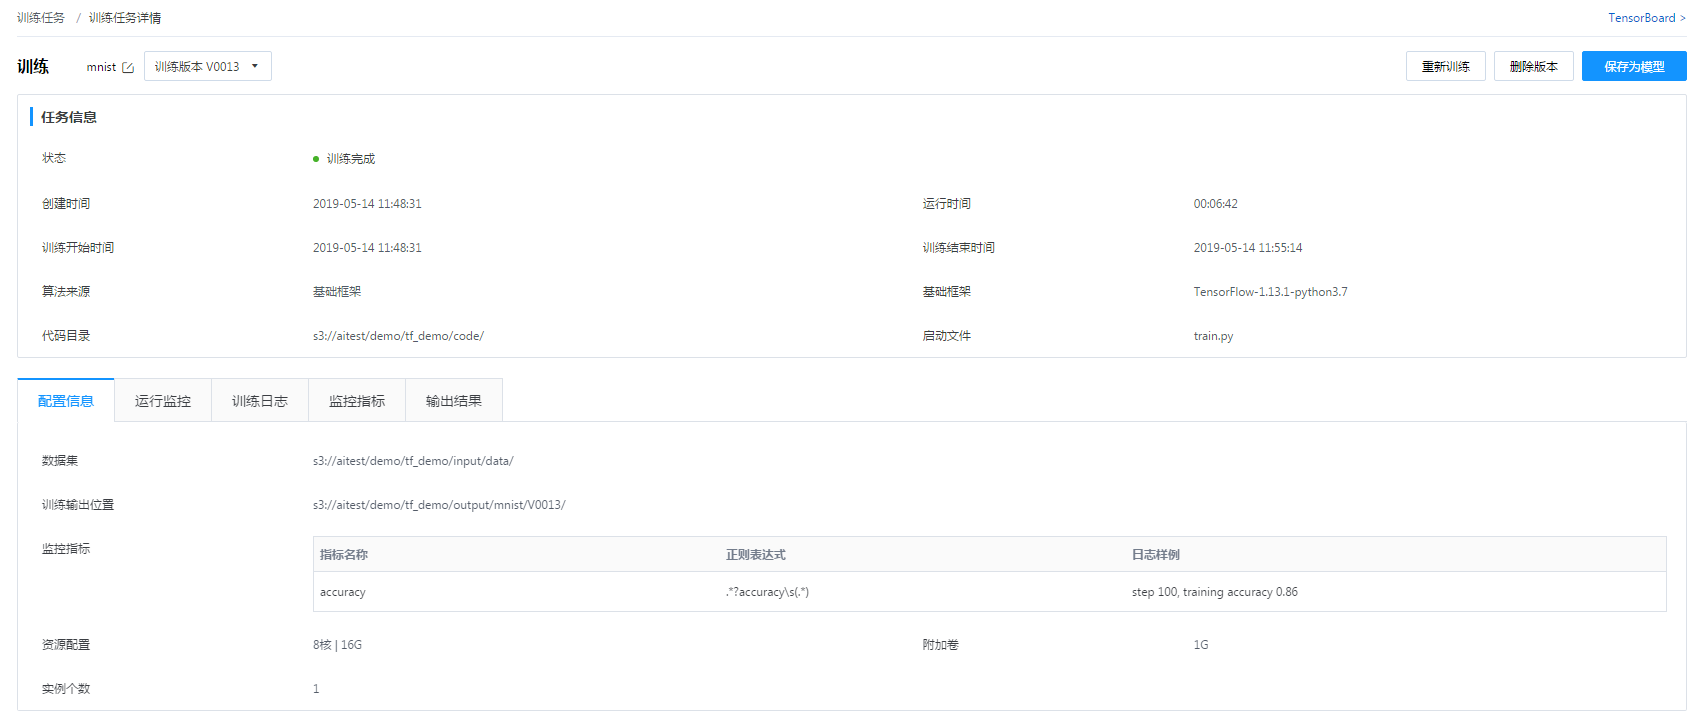 训练任务 / 训练任务详情 TensorBoard >
训练 mnist 训练版本 V0013 重新训练 删除版本 保存为模型
任务信息
状态 训练完成
创建时间 2019-05-14 11:48:31 运行时间 00:06:42
训练开始时间 2019-05-14 11:48:31 训练结束时间 2019-05-14 11:55:14
算法来源 基础框架 基础框架 TensorFlow-1.13.1-python3.7
代码目录 s3://aitest/demo/tf_demo/code/ 启动文件 train.py
配置信息 运行监控 训练日志 监控指标 输出结果
数据集 s3://aitest/demo/tf_demo/input/data/
训练输出位置 s3://aitest/demo/tf_demo/output/mnist/V0013/
监控指标 指标名称 正则表达式 日志样例
accuracy .*?accuracy\s(.*) step 100, training accuracy 0.86
资源配置 8核 | 16G 附加卷 1G
实例个数 1